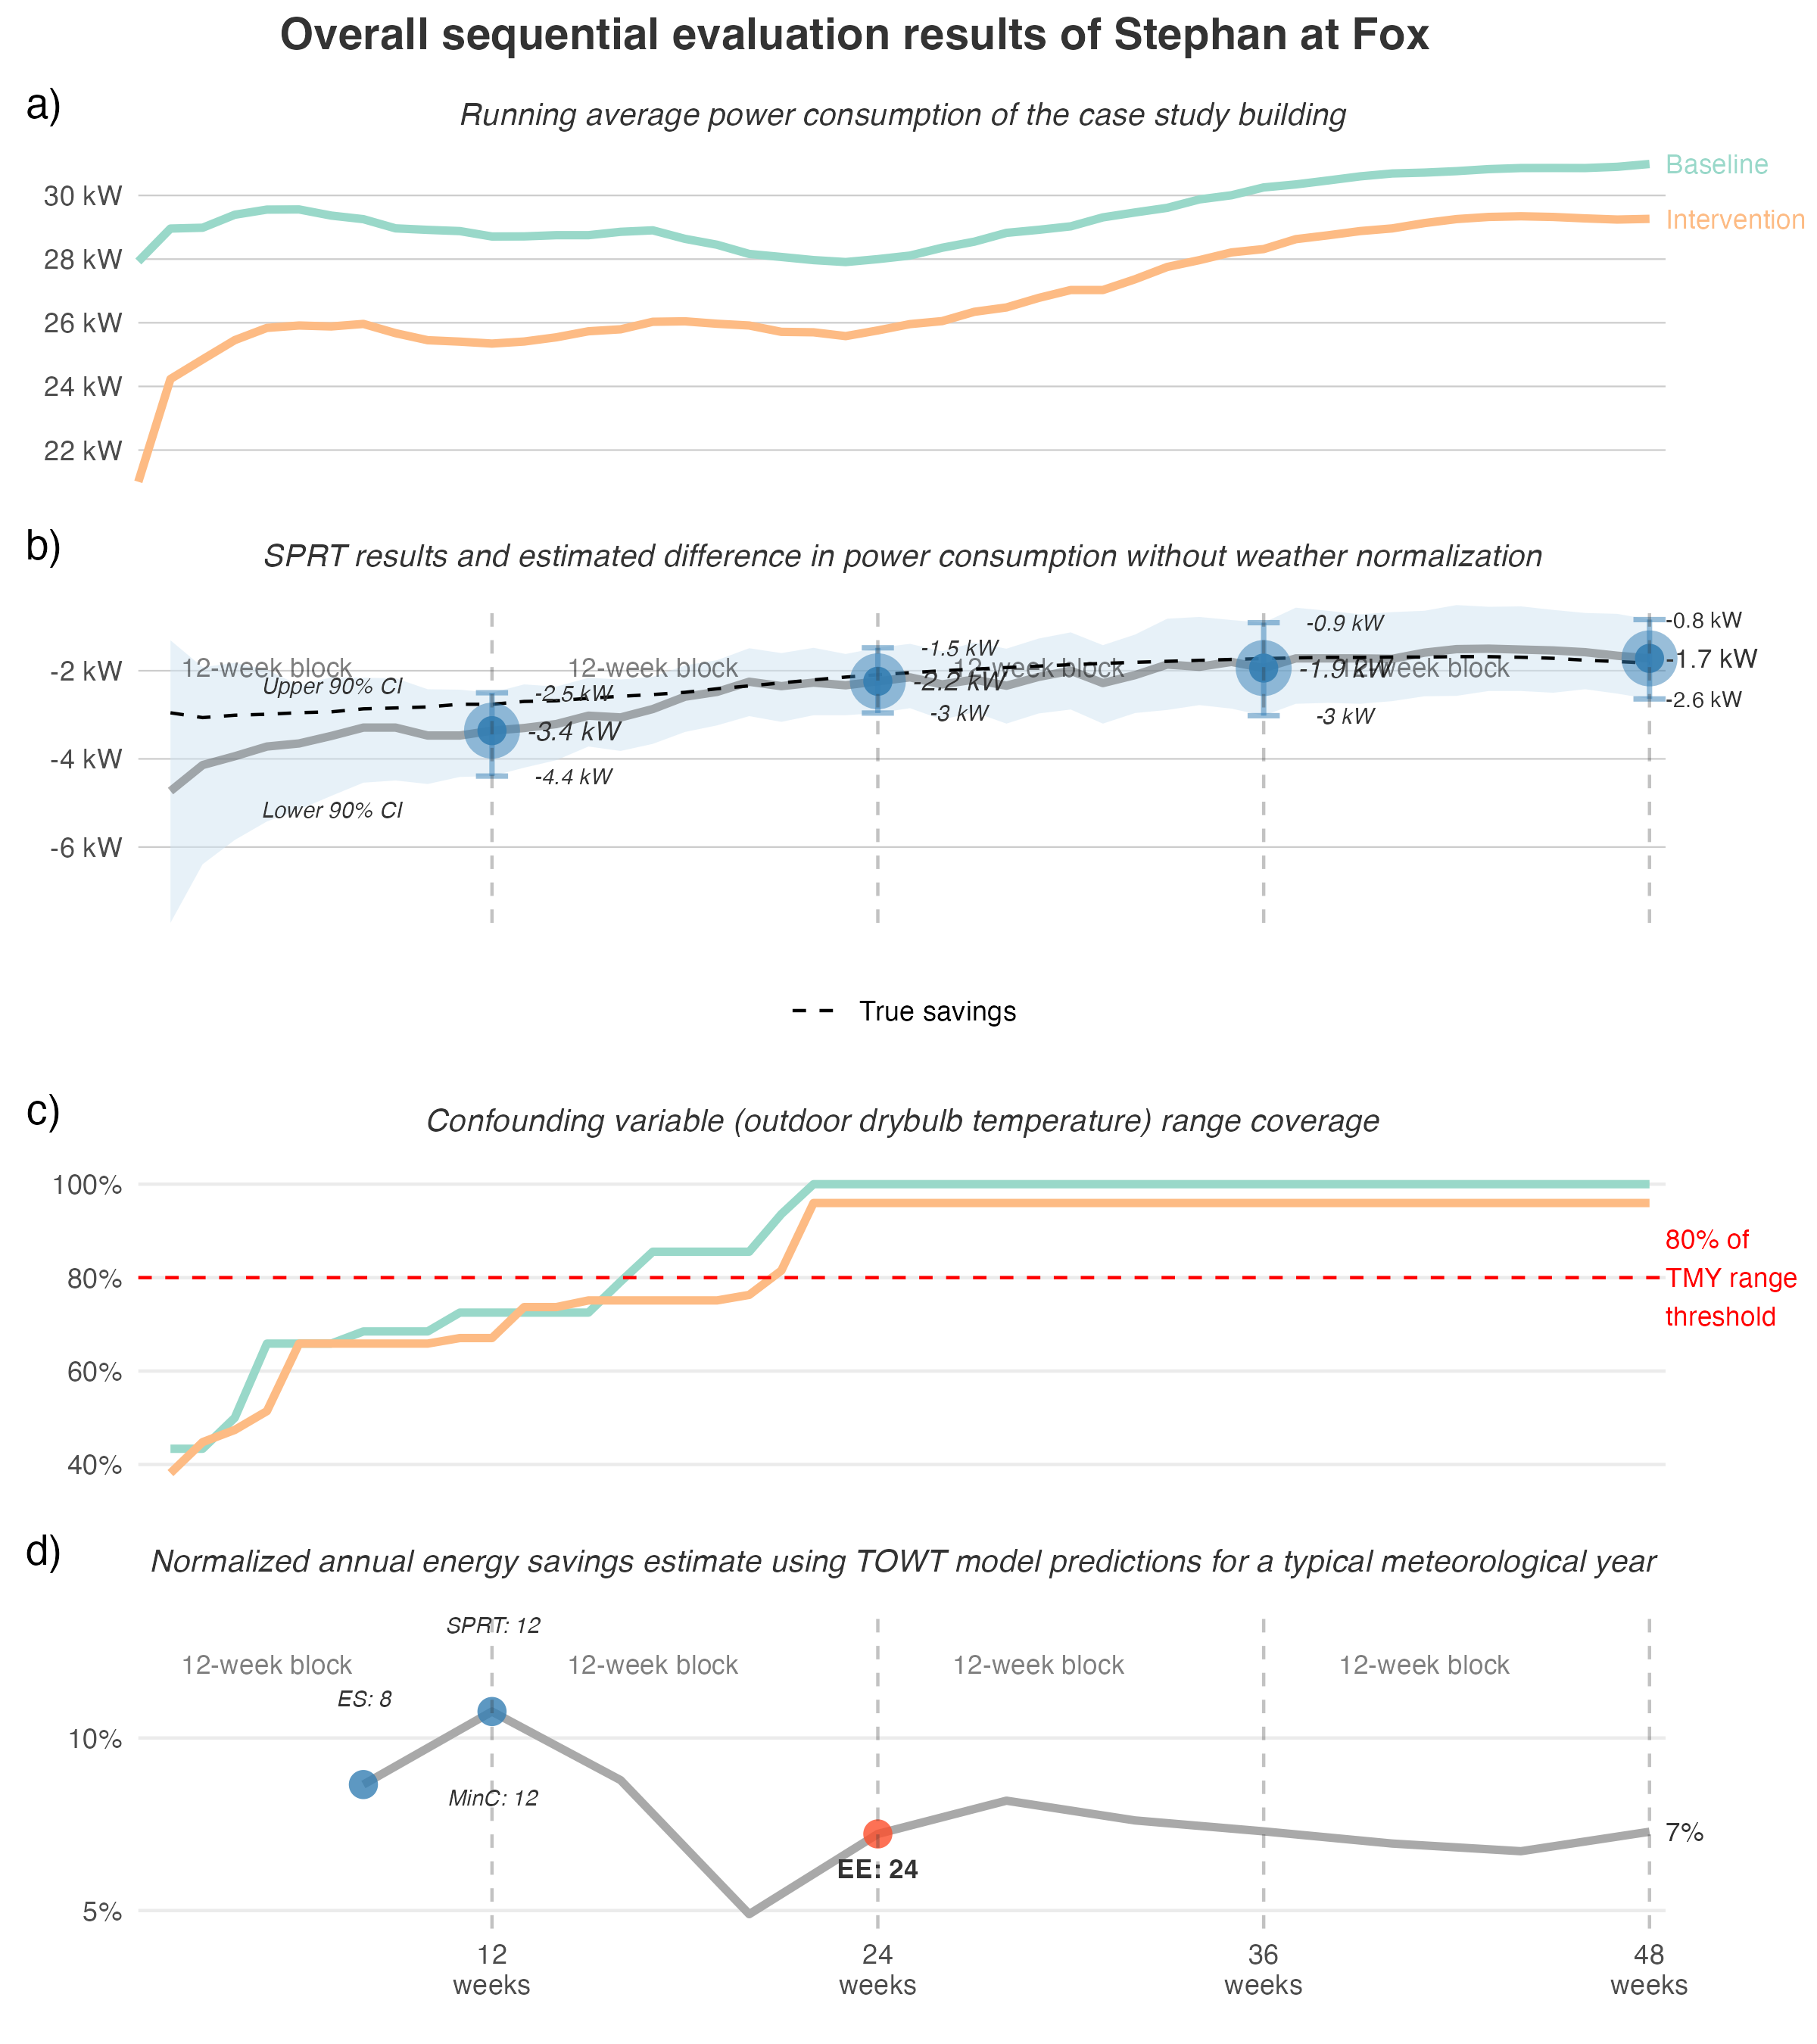 Overall sequential evaluation results of Stephan at Fox
a)
Running average power consumption of the case study building
30 kW
28 kW
26 kW
24 kW
22 kW
Baseline
Intervention
b)
SPRT results and estimated difference in power consumption without weather normalization
-2 kW
-4 kW
-6 kW
12-week block
12-week block
12-week block
12-week block
Upper 90% CI
Lower 90% CI
-2.5 kW
-3.4 kW
-4.4 kW
-1.5 kW
-2.2 kW
-3 kW
-0.9 kW
-1.9 kW
-3 kW
-0.8 kW
-1.7 kW
-2.6 kW
True savings
c)
Confounding variable (outdoor drybulb temperature) range coverage
100%
80%
60%
40%
80% of
TMY range
threshold
d)
Normalized annual energy savings estimate using TOWT model predictions for a typical meteorological year
SPRT: 12
12-week block
12-week block
12-week block
12-week block
ES: 8
10%
MinC: 12
7%
EE: 24
5%
12
weeks
24
weeks
36
weeks
48
weeks